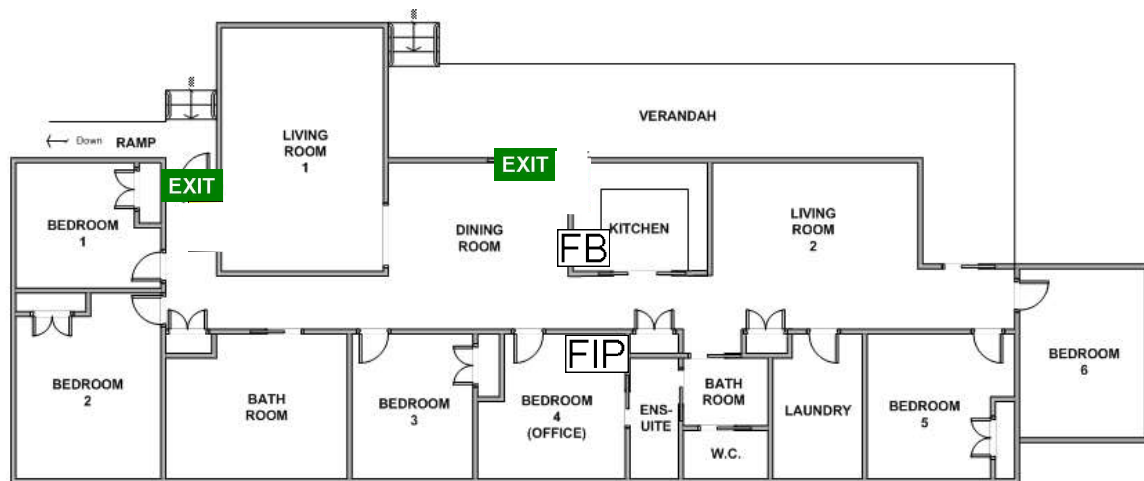 VERANDAH
Down
RAMP
LIVING
ROOM
1
EXIT
EXIT
BEDROOM
1
DINING
ROOM
KITCHEN
FB
LIVING
ROOM
2
FIP
BEDROOM
2
BATH
ROOM
BEDROOM
3
BEDROOM
4
(OFFICE)
ENS-
UITE
BATH
ROOM
W.C.
LAUNDRY
BEDROOM
5
BEDROOM
6